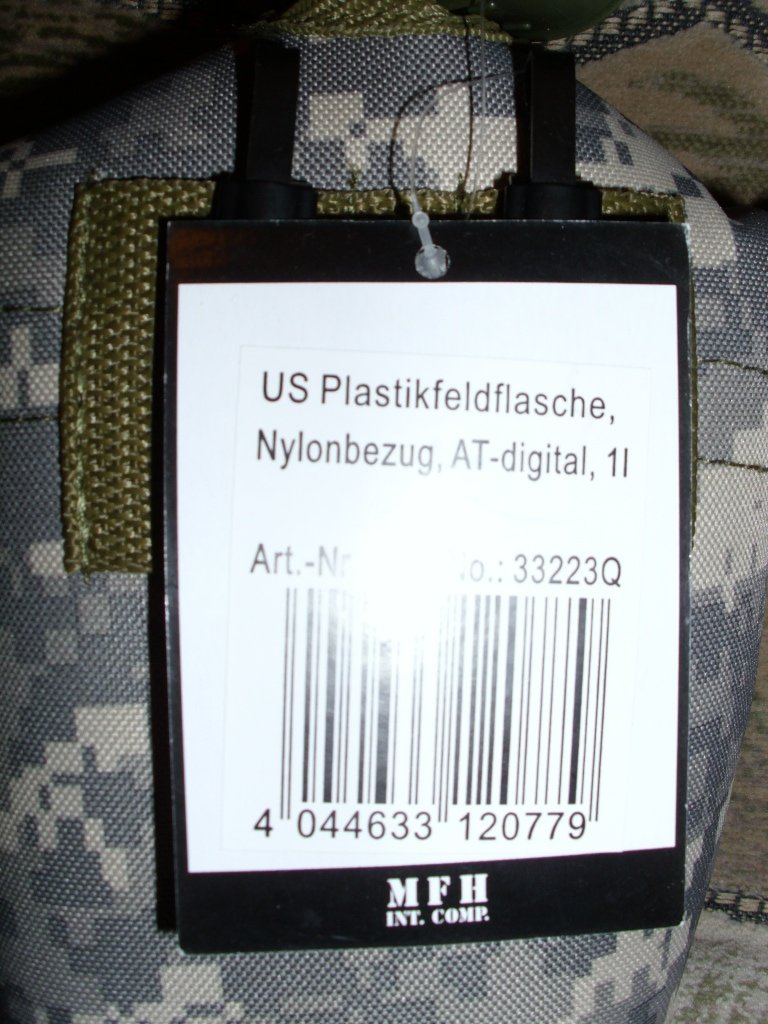 US Plastikfeldflasche,
Nylonbezug, AT-digital, 1l
Art.-Nr No.: 33223Q
4 044633 120779
MFH
INT. COMP.